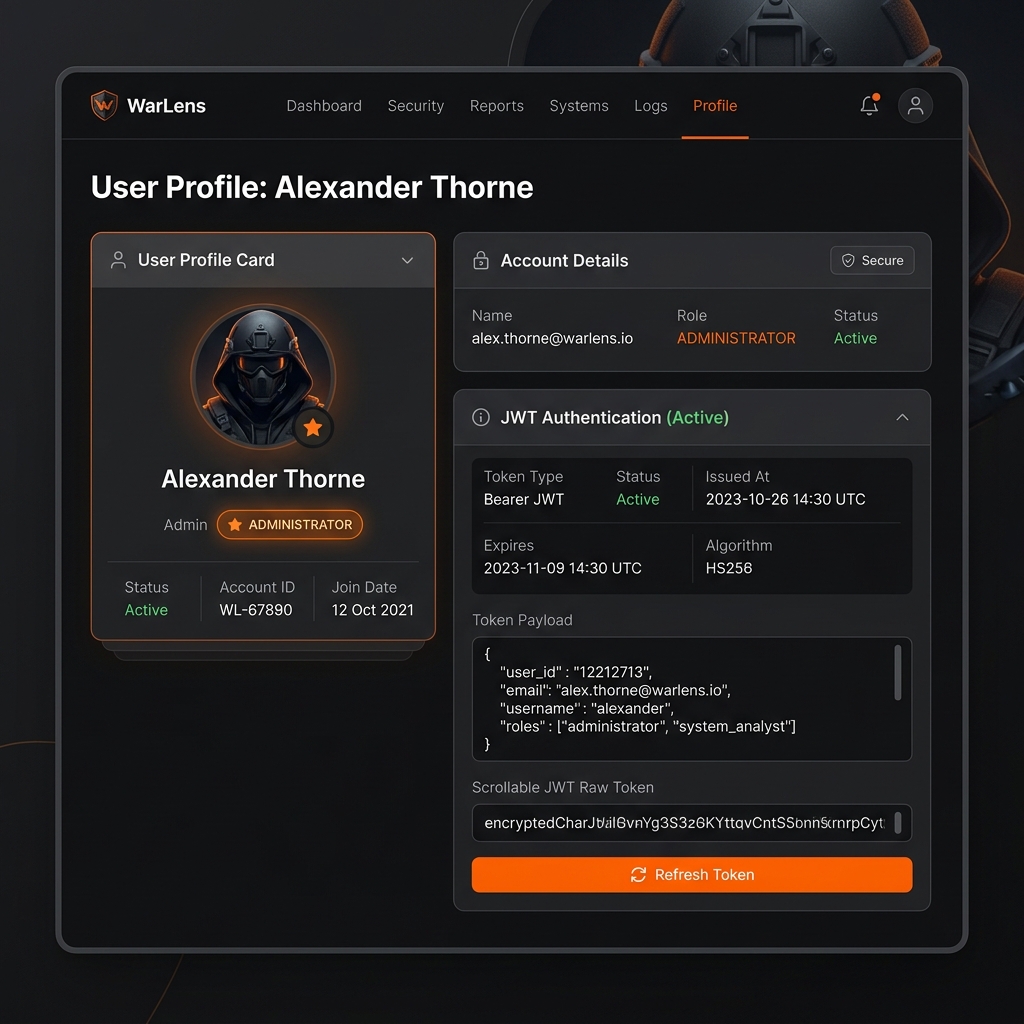 WarLens
Dashboard Security Reports Systems Logs Profile
User Profile: Alexander Thorne
User Profile Card
Alexander Thorne
Admin ADMINISTRATOR
Status Account ID Join Date
Active WL-67890 12 Oct 2021
Account Details Secure
Name Role Status
alex.thorne@warlens.io ADMINISTRATOR Active
JWT Authentication (Active)
Token Type Status Issued At
Bearer JWT Active 2023-10-26 14:30 UTC
Expires Algorithm
2023-11-09 14:30 UTC HS256
Token Payload
{
"user_id" : "12212713",
"email": "alex.thorne@warlens.io",
"username" : "alexander",
"roles" : ["administrator", "system_analyst"]
}
Scrollable JWT Raw Token
Refresh Token